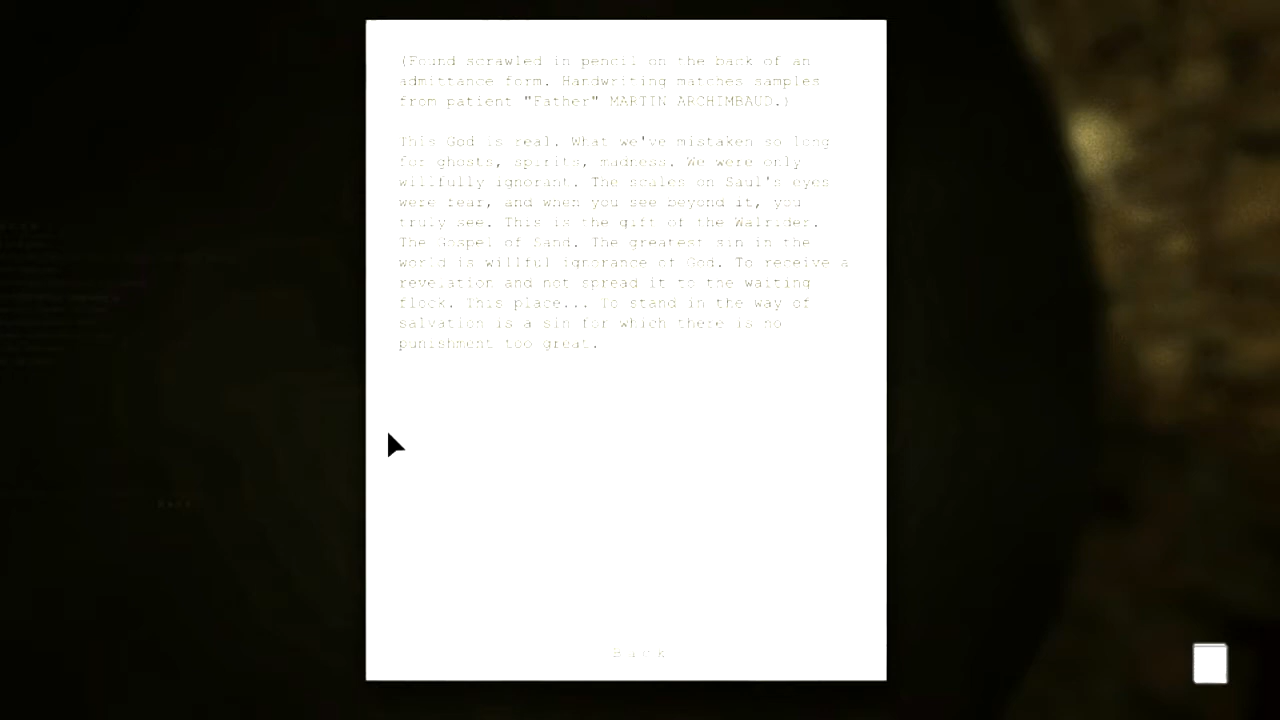 (Found scrawled in pencil on the back of an
admittance form. Handwriting matches samples
from patient "Father" MARTIN ARCHIMBAUD.)
This God is real. What we've mistaken so long
for ghosts, spirits, madness. We were only
willfully ignorant. The scales on Saul's eyes
were fear, and when you see beyond it, you
truly see. This is the gift of the Walrider.
The Gospel of Sand. The greatest sin in the
world is willful ignorance of God. To receive a
revelation and not spread it to the waiting
flock. This place... To stand in the way of
salvation is a sin for which there is no
punishment too great.
Back